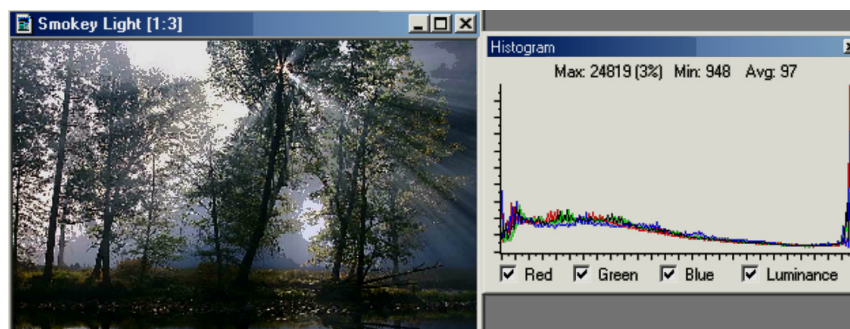 Smokey Light [1:3]
Histogram
Max: 24819 (3%) Min: 948 Avg: 97
Red Green Blue Luminance